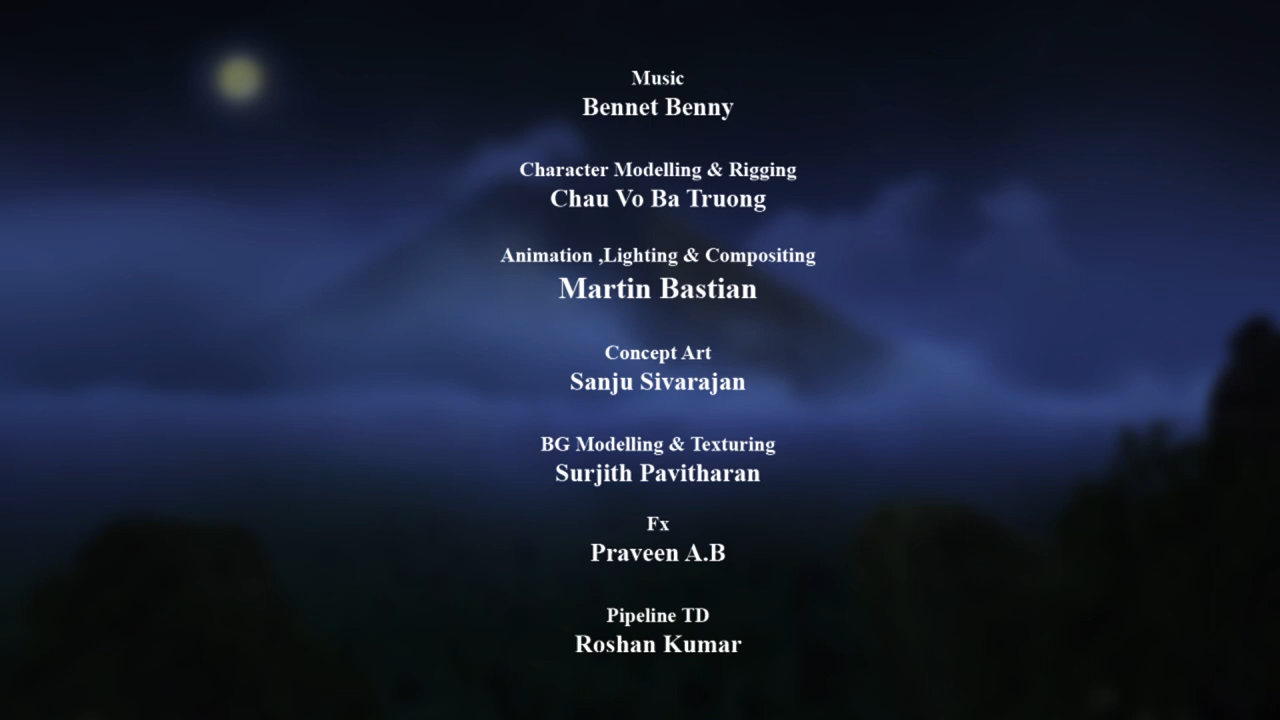 Music
Bennet Benny
Character Modelling & Rigging
Chau Vo Ba Truong
Animation ,Lighting & Compositing
Martin Bastian
Concept Art
Sanju Sivarajan
BG Modelling & Texturing
Surjith Pavitharan
Fx
Praveen A.B
Pipeline TD
Roshan Kumar